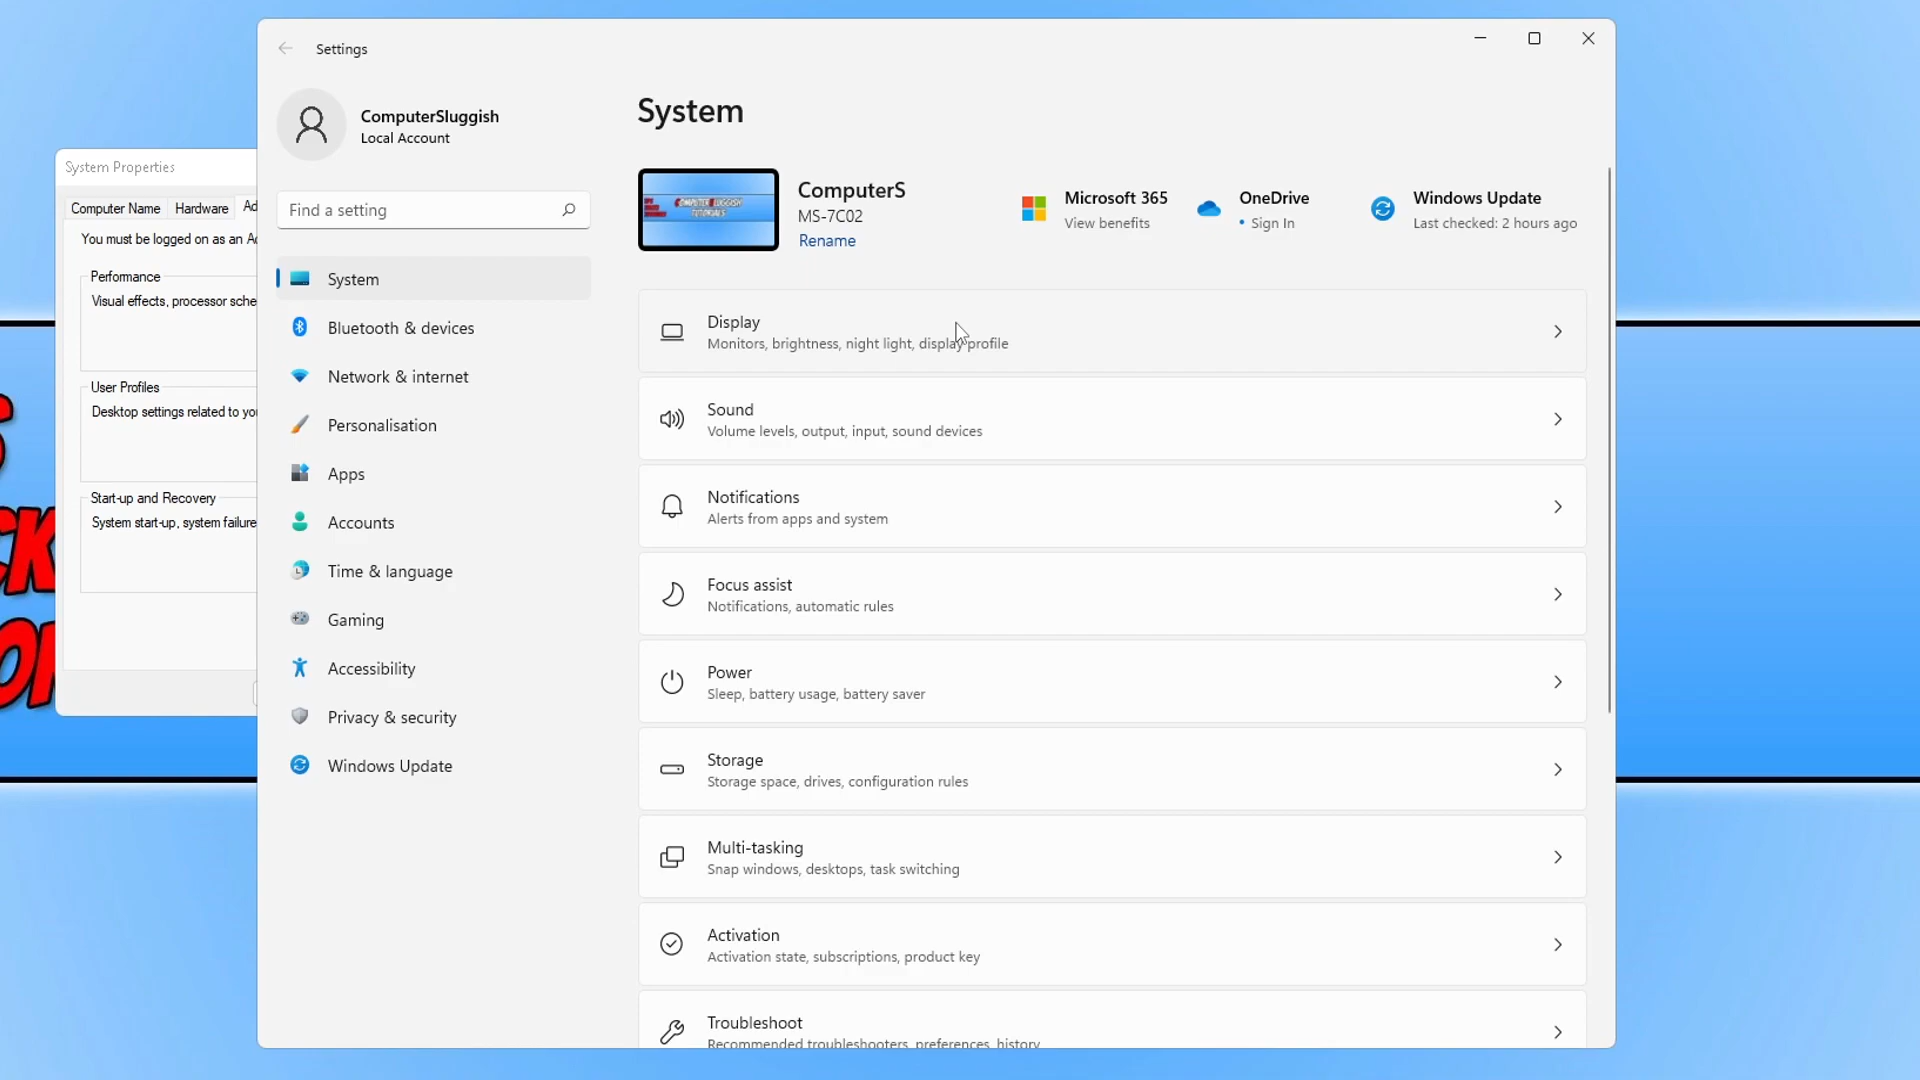 Settings
ComputerSluggish
Local Account
Find a setting
System
Bluetooth & devices
Network & internet
Personalisation
Apps
Accounts
Time & language
Gaming
Accessibility
Privacy & security
Windows Update
System
ComputerS
MS-7C02
Rename
Microsoft 365
View benefits
OneDrive
• Sign In
Windows Update
Last checked: 2 hours ago
Display
Monitors, brightness, night light, display profile
Sound
Volume levels, output, input, sound devices
Notifications
Alerts from apps and system
Focus assist
Notifications, automatic rules
Power
Sleep, battery usage, battery saver
Storage
Storage space, drives, configuration rules
Multi-tasking
Snap windows, desktops, task switching
Activation
Activation state, subscriptions, product key
Troubleshoot
Recommended troubleshooters, preferences, history
System Properties
Computer Name
Hardware
Ad
You must be logged on as an Ac
Performance
Visual effects, processor sche
User Profiles
Desktop settings related to you
Start-up and Recovery
System start-up, system failure
COMPUTER SLUGGISH
TUTORIALS